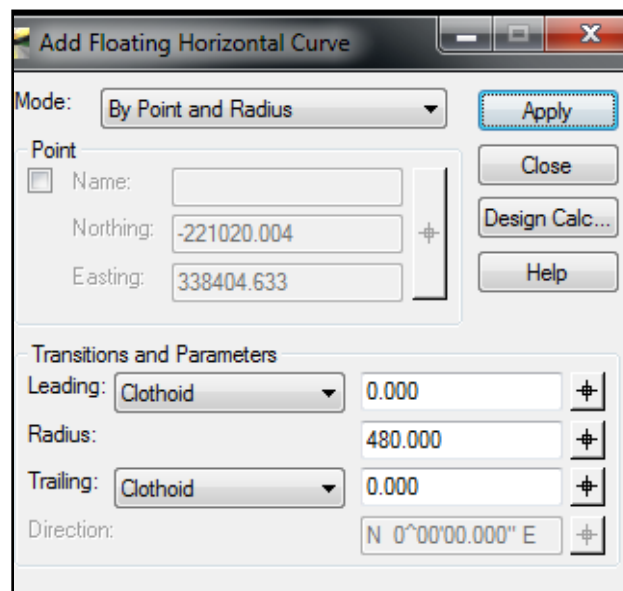 Add Floating Horizontal Curve
Mode: By Point and Radius Apply
Point
Name: Close
Northing: -221020.004 Design Calc...
Easting: 338404.633 Help
Transitions and Parameters
Leading: Clothoid 0.000
Radius: 480.000
Trailing: Clothoid 0.000
Direction: N 0^00'00.000" E